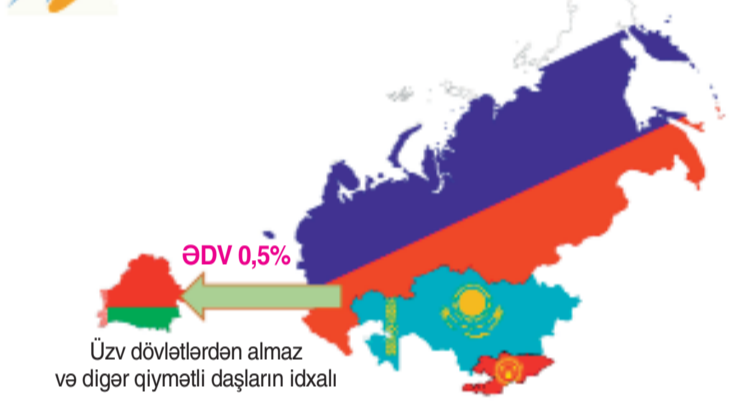 ƏDV 0,5%
Üzv dövlətlərdən almaz
və digər qiymətli daşların idxalı